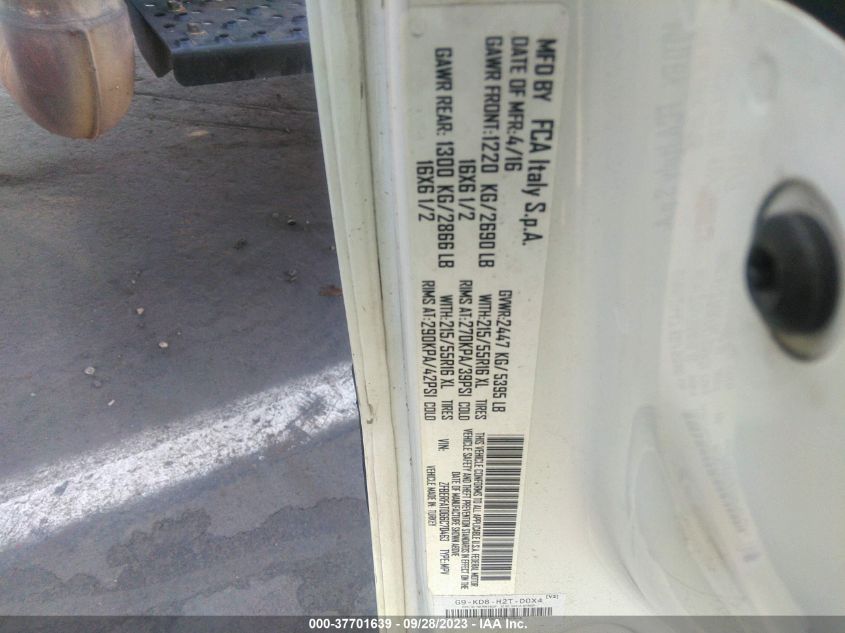 MFD BY FCA Italy S.p.A.
DATE OF MFR:4/16
GVWR:2447 KG/5395 LB
GAWR FRONT:1220 KG/2690 LB
WITH:215/55R16 XL TIRES
16X6 1/2
RIMS AT:270KPA/39PSI COLD
GAWR REAR: 1300 KG/2866 LB
WITH:215/55R16 XL TIRES
16X6 1/2
RIMS AT:290KPA/42PSI COLD
THIS VEHICLE CONFORMS TO ALL APPLICABLE U.S.A. FEDERAL MOTOR
VEHICLE SAFETY AND THEFT PREVENTION STANDARDS IN EFFECT ON THE
DATE OF MANUFACTURE SHOWN ABOVE
VIN: TYPE:MPV
VEHICLE MADE IN: TURKEY
G9-KD8-H2T-D0X4 [V2]
000-37701639 - 09/28/2023 - IAA, Inc.